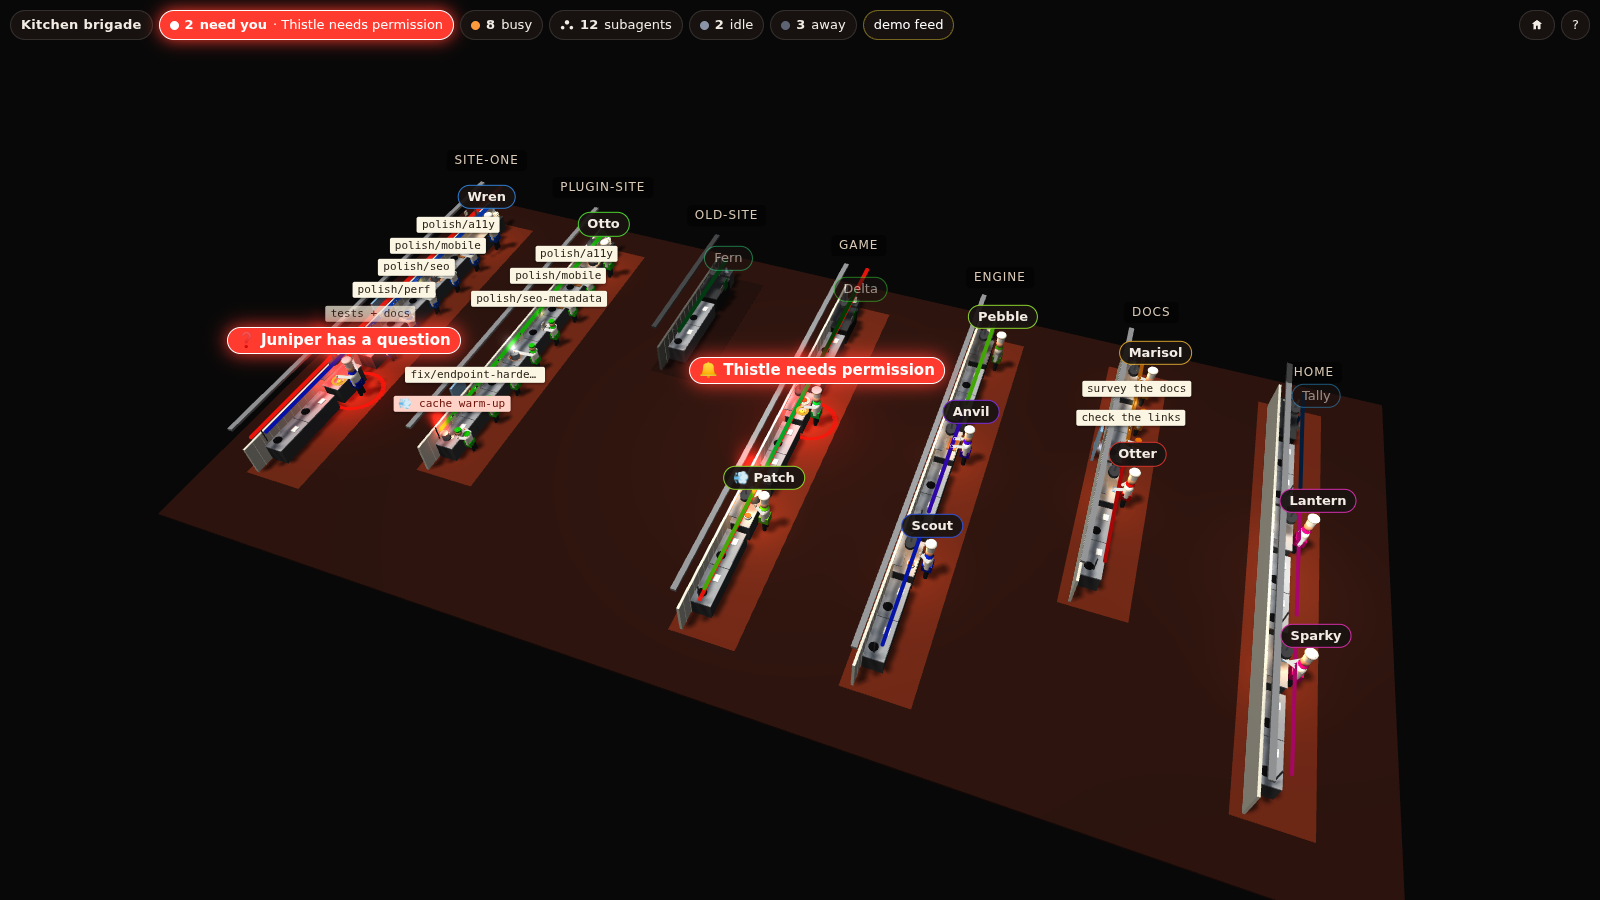 Kitchen brigade
2 need you · Thistle needs permission
8 busy
12 subagents
2 idle
3 away
demo feed
?
SITE-ONE
Wren
polish/a11y
polish/mobile
polish/seo
polish/perf
tests + docs
❗ Juniper has a question
PLUGIN-SITE
Otto
polish/a11y
polish/mobile
polish/seo-metadata
fix/endpoint-harde…
💨 cache warm-up
OLD-SITE
Fern
GAME
Delta
🔔 Thistle needs permission
💨 Patch
ENGINE
Pebble
Anvil
Scout
DOCS
Marisol
survey the docs
check the links
Otter
HOME
Tally
Lantern
Sparky